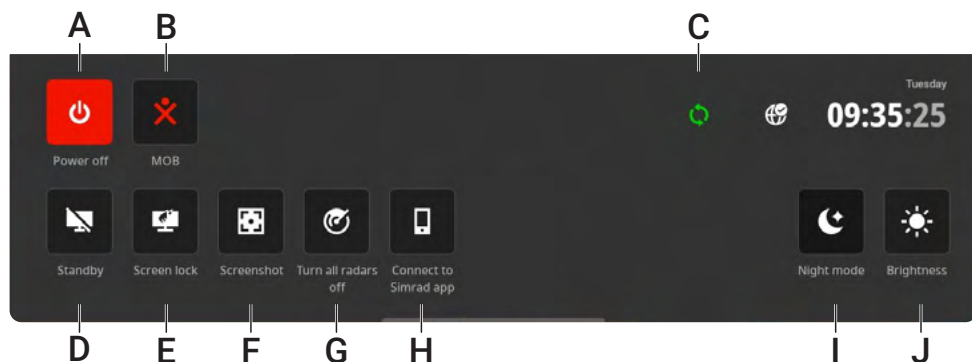 A B C
Tuesday
09:35:25
Power off MOB
Standby Screen lock Screenshot Turn all radars off Connect to Simrad app Night mode Brightness
D E F G H I J